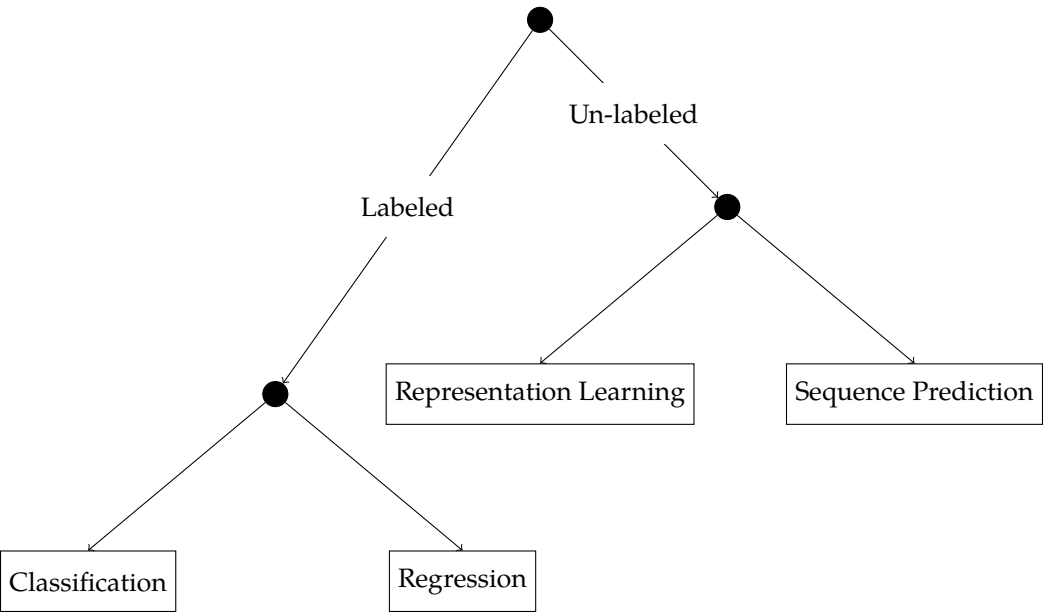 Un-labeled
Labeled
Representation Learning
Sequence Prediction
Classification
Regression